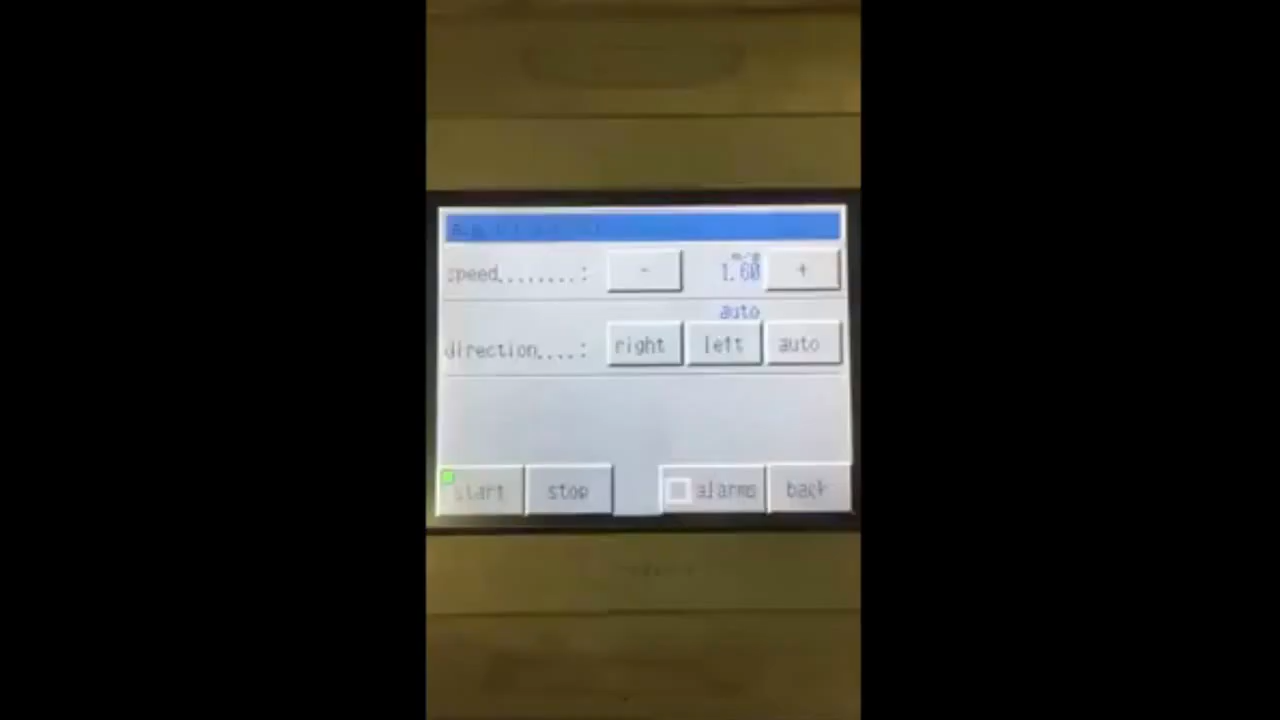 speed........: - 1.60 +
auto
direction....: right left auto
start stop alarms back